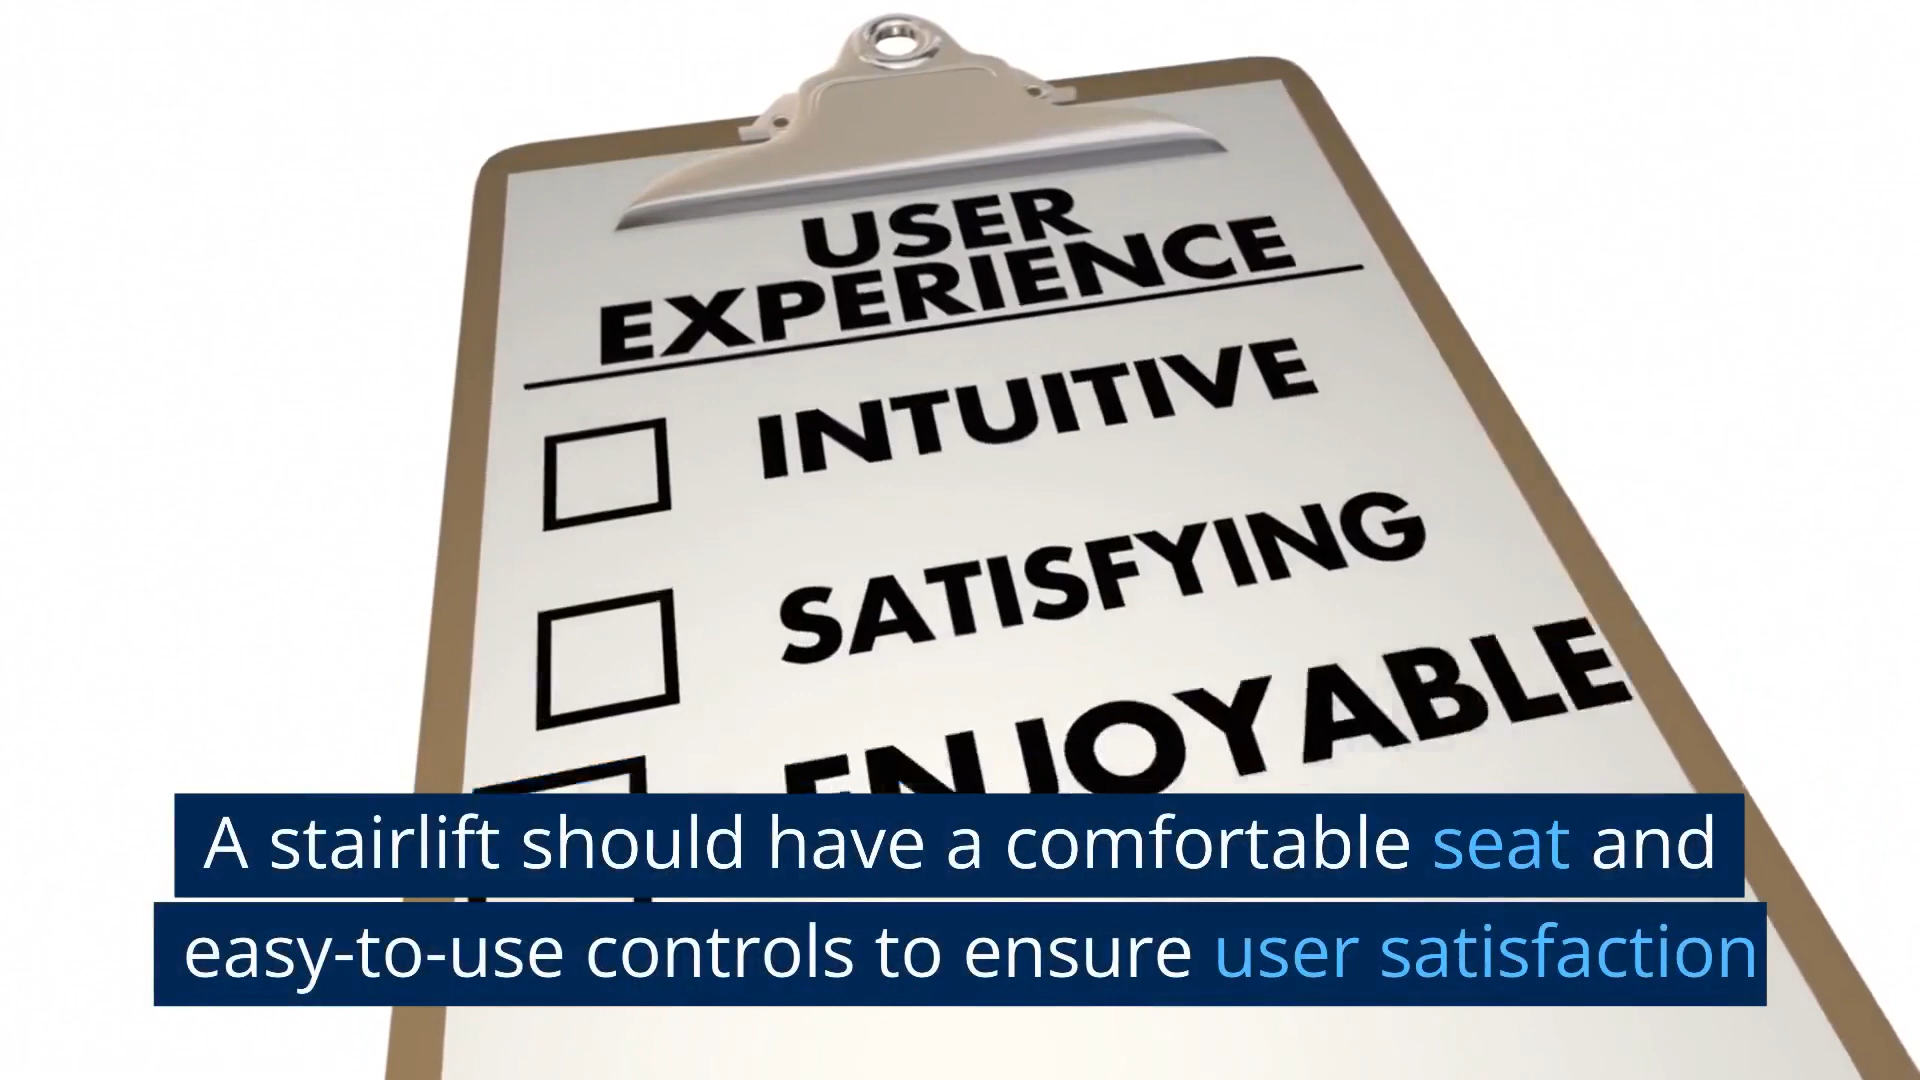 USER
EXPERIENCE
INTUITIVE
SATISFYING
ENJOYABLE
A stairlift should have a comfortable seat and
easy-to-use controls to ensure user satisfaction